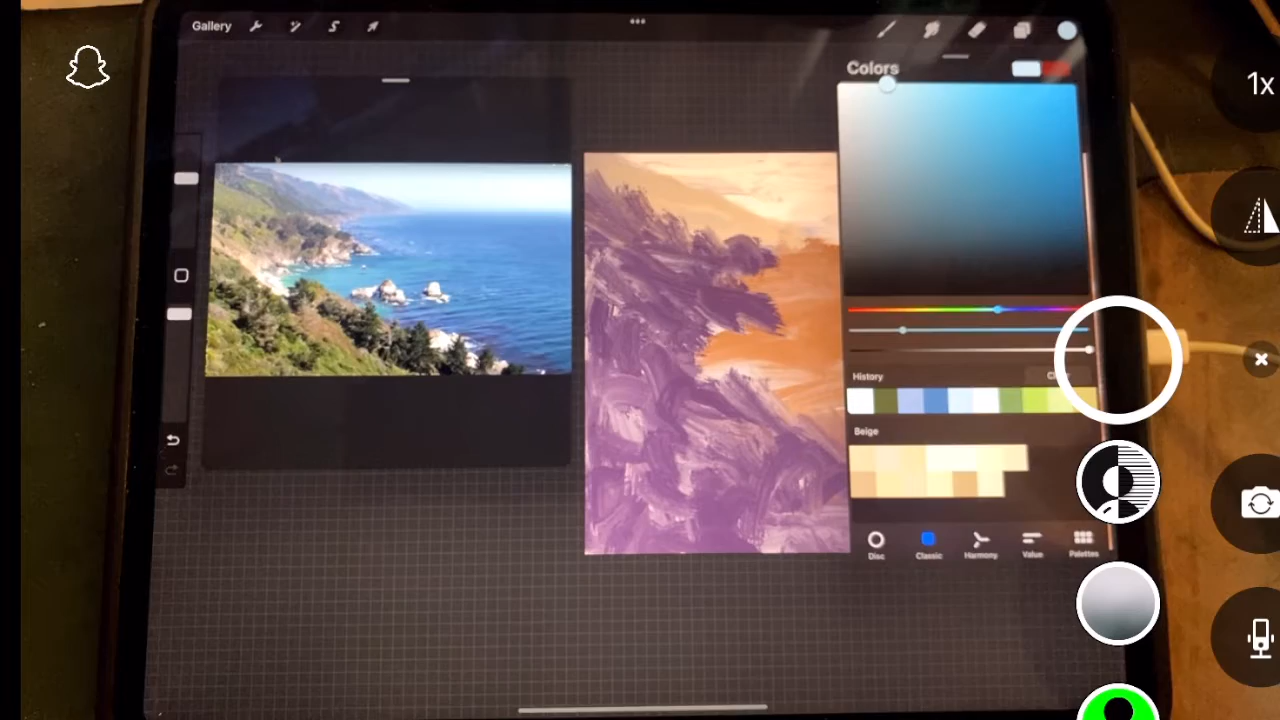 Gallery
Colors
1x
History
Beige
Disc
Classic
Harmony
Value
Palettes